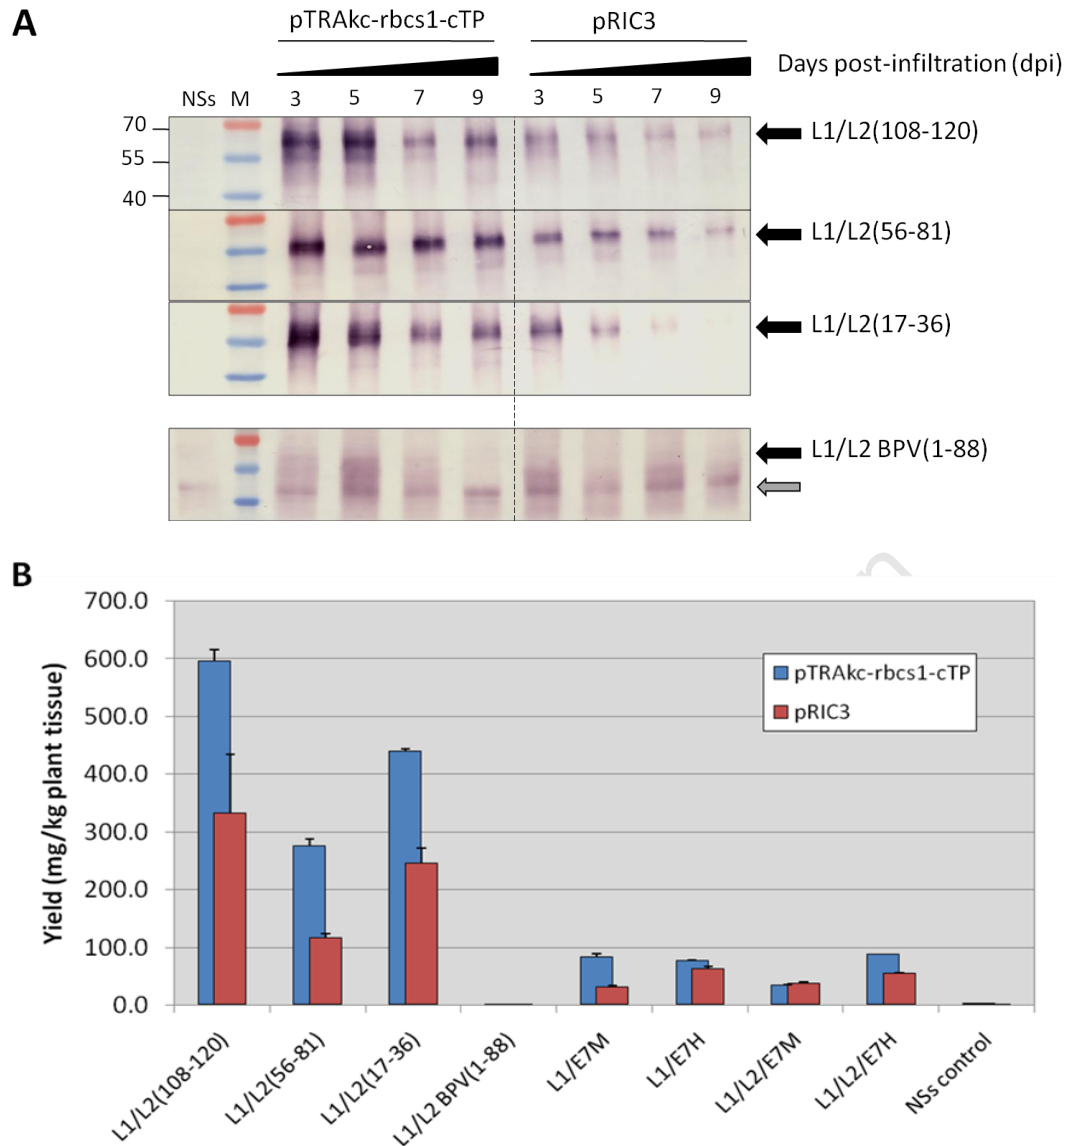 A
pTRAkc-rbcs1-cTP pRIC3
Days post-infiltration (dpi)
NSs M 3 5 7 9 3 5 7 9
70
L1/L2(108-120)
55
40
L1/L2(56-81)
L1/L2(17-36)
L1/L2 BPV(1-88)
B
700.0
600.0
500.0
400.0
300.0
200.0
100.0
0.0
Yield (mg/kg plant tissue)
pTRAkc-rbcs1-cTP
pRIC3
L1/L2(108-120)
L1/L2(56-81)
L1/L2(17-36)
L1/L2 BPV(1-88)
L1/E7M
L1/E7H
L1/L2/E7M
L1/L2/E7H
NSs control